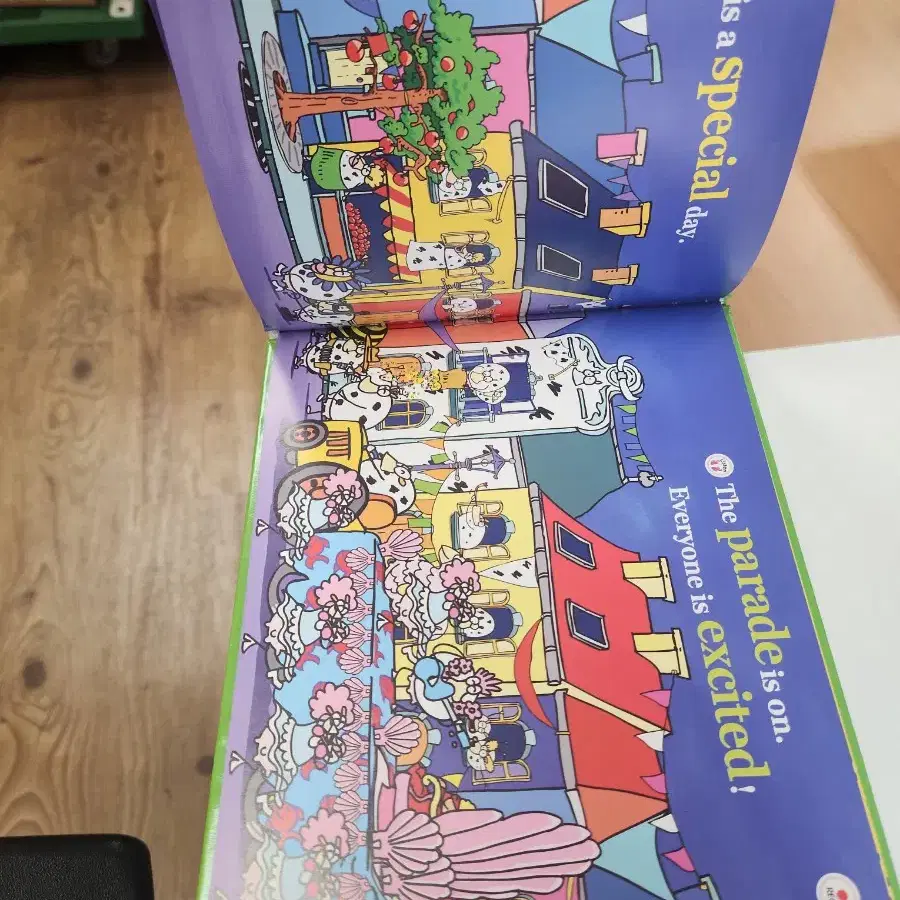 is a special day.
The parade is on.
Everyone is excited!